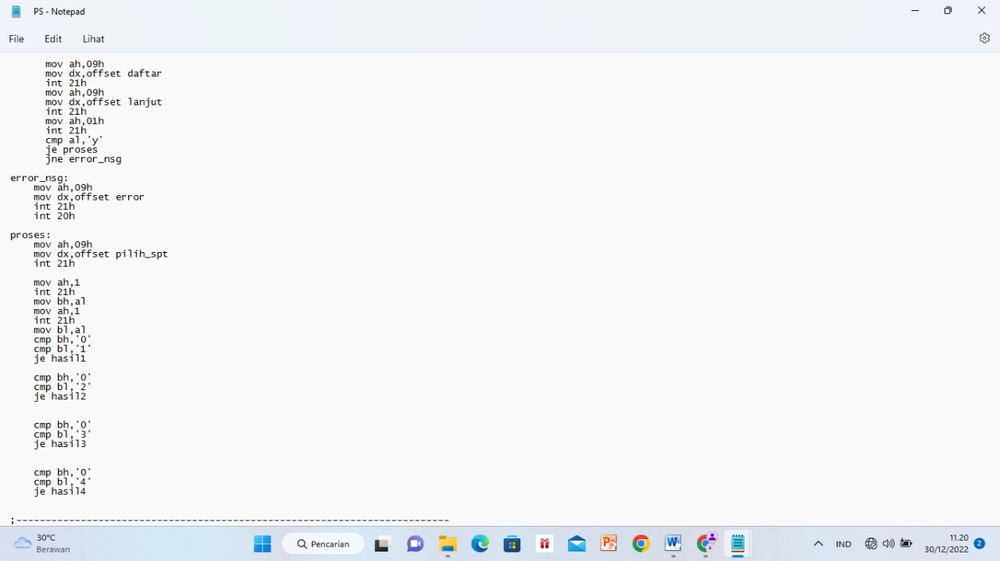 PS - Notepad
File Edit Lihat
mov ah,09h
mov dx,offset daftar
int 21h
mov ah,09h
mov dx,offset lanjut
int 21h
mov ah,01h
int 21h
cmp al,'y'
je proses
jne error_nsg
error_nsg:
mov ah,09h
mov dx,offset error
int 21h
int 20h
proses:
mov ah,09h
mov dx,offset pilih_spt
int 21h
mov ah,1
int 21h
mov bh,al
mov ah,1
int 21h
mov bl,al
cmp bh,'0'
cmp bl,'1'
je hasil1
cmp bh,'0'
cmp bl,'2'
je hasil2
cmp bh,'0'
cmp bl,'3'
je hasil3
cmp bh,'0'
cmp bl,'4'
je hasil4
;--------------------------------------------------------------------------
30°C
Berawan
Pencarian
IND
11.20
30/12/2022
2